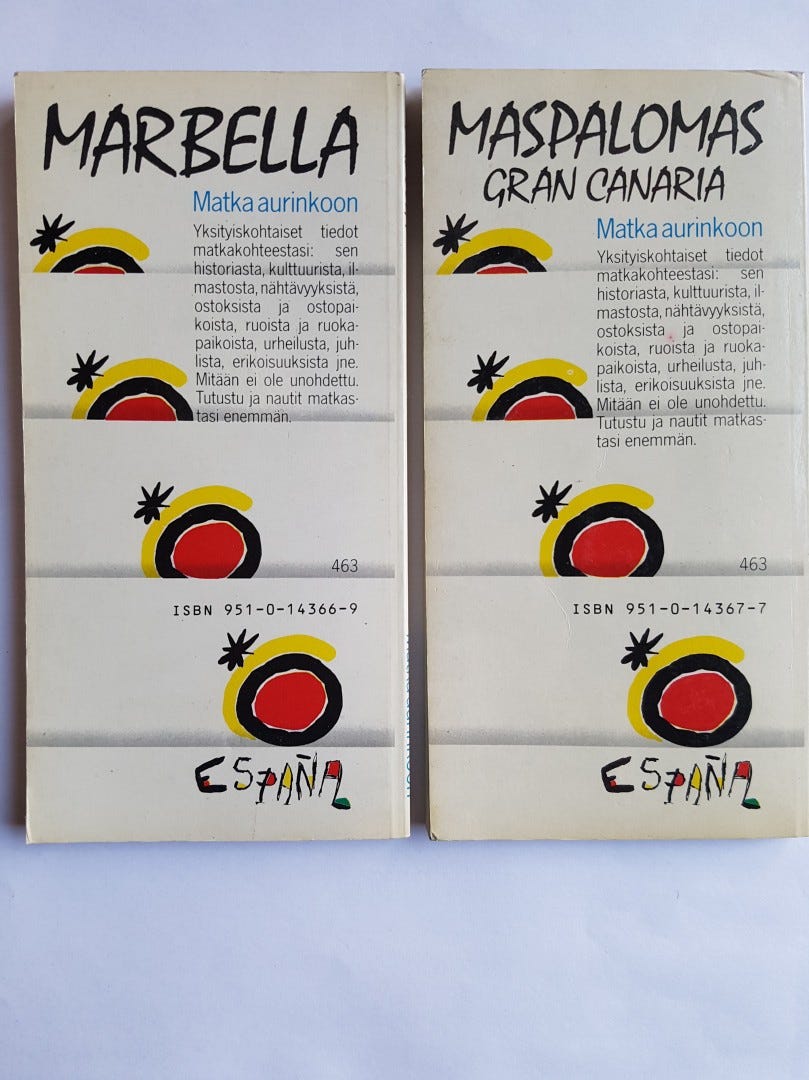 MARBELLA
Matka aurinkoon
Yksityiskohtaiset tiedot
matkakohteestasi: sen
historiasta, kulttuurista, il-
mastosta, nähtävyyksistä,
ostoksista ja ostopai-
koista, ruoista ja ruoka-
paikoista, urheilusta, juh-
lista, erikoisuuksista jne.
Mitään ei ole unohdettu.
Tutustu ja nautit matkas-
tasi enemmän.
463
ISBN 951-0-14366-9
ESPAÑA
MASPALOMAS
GRAN CANARIA
Matka aurinkoon
Yksityiskohtaiset tiedot
matkakohteestasi: sen
historiasta, kulttuurista, il-
mastosta, nähtävyyksistä,
ostoksista ja ostopai-
koista, ruoista ja ruoka-
paikoista, urheilusta, juh-
lista, erikoisuuksista jne.
Mitään ei ole unohdettu.
Tutustu ja nautit matkas-
tasi enemmän.
463
ISBN 951-0-14367-7
ESPAÑA